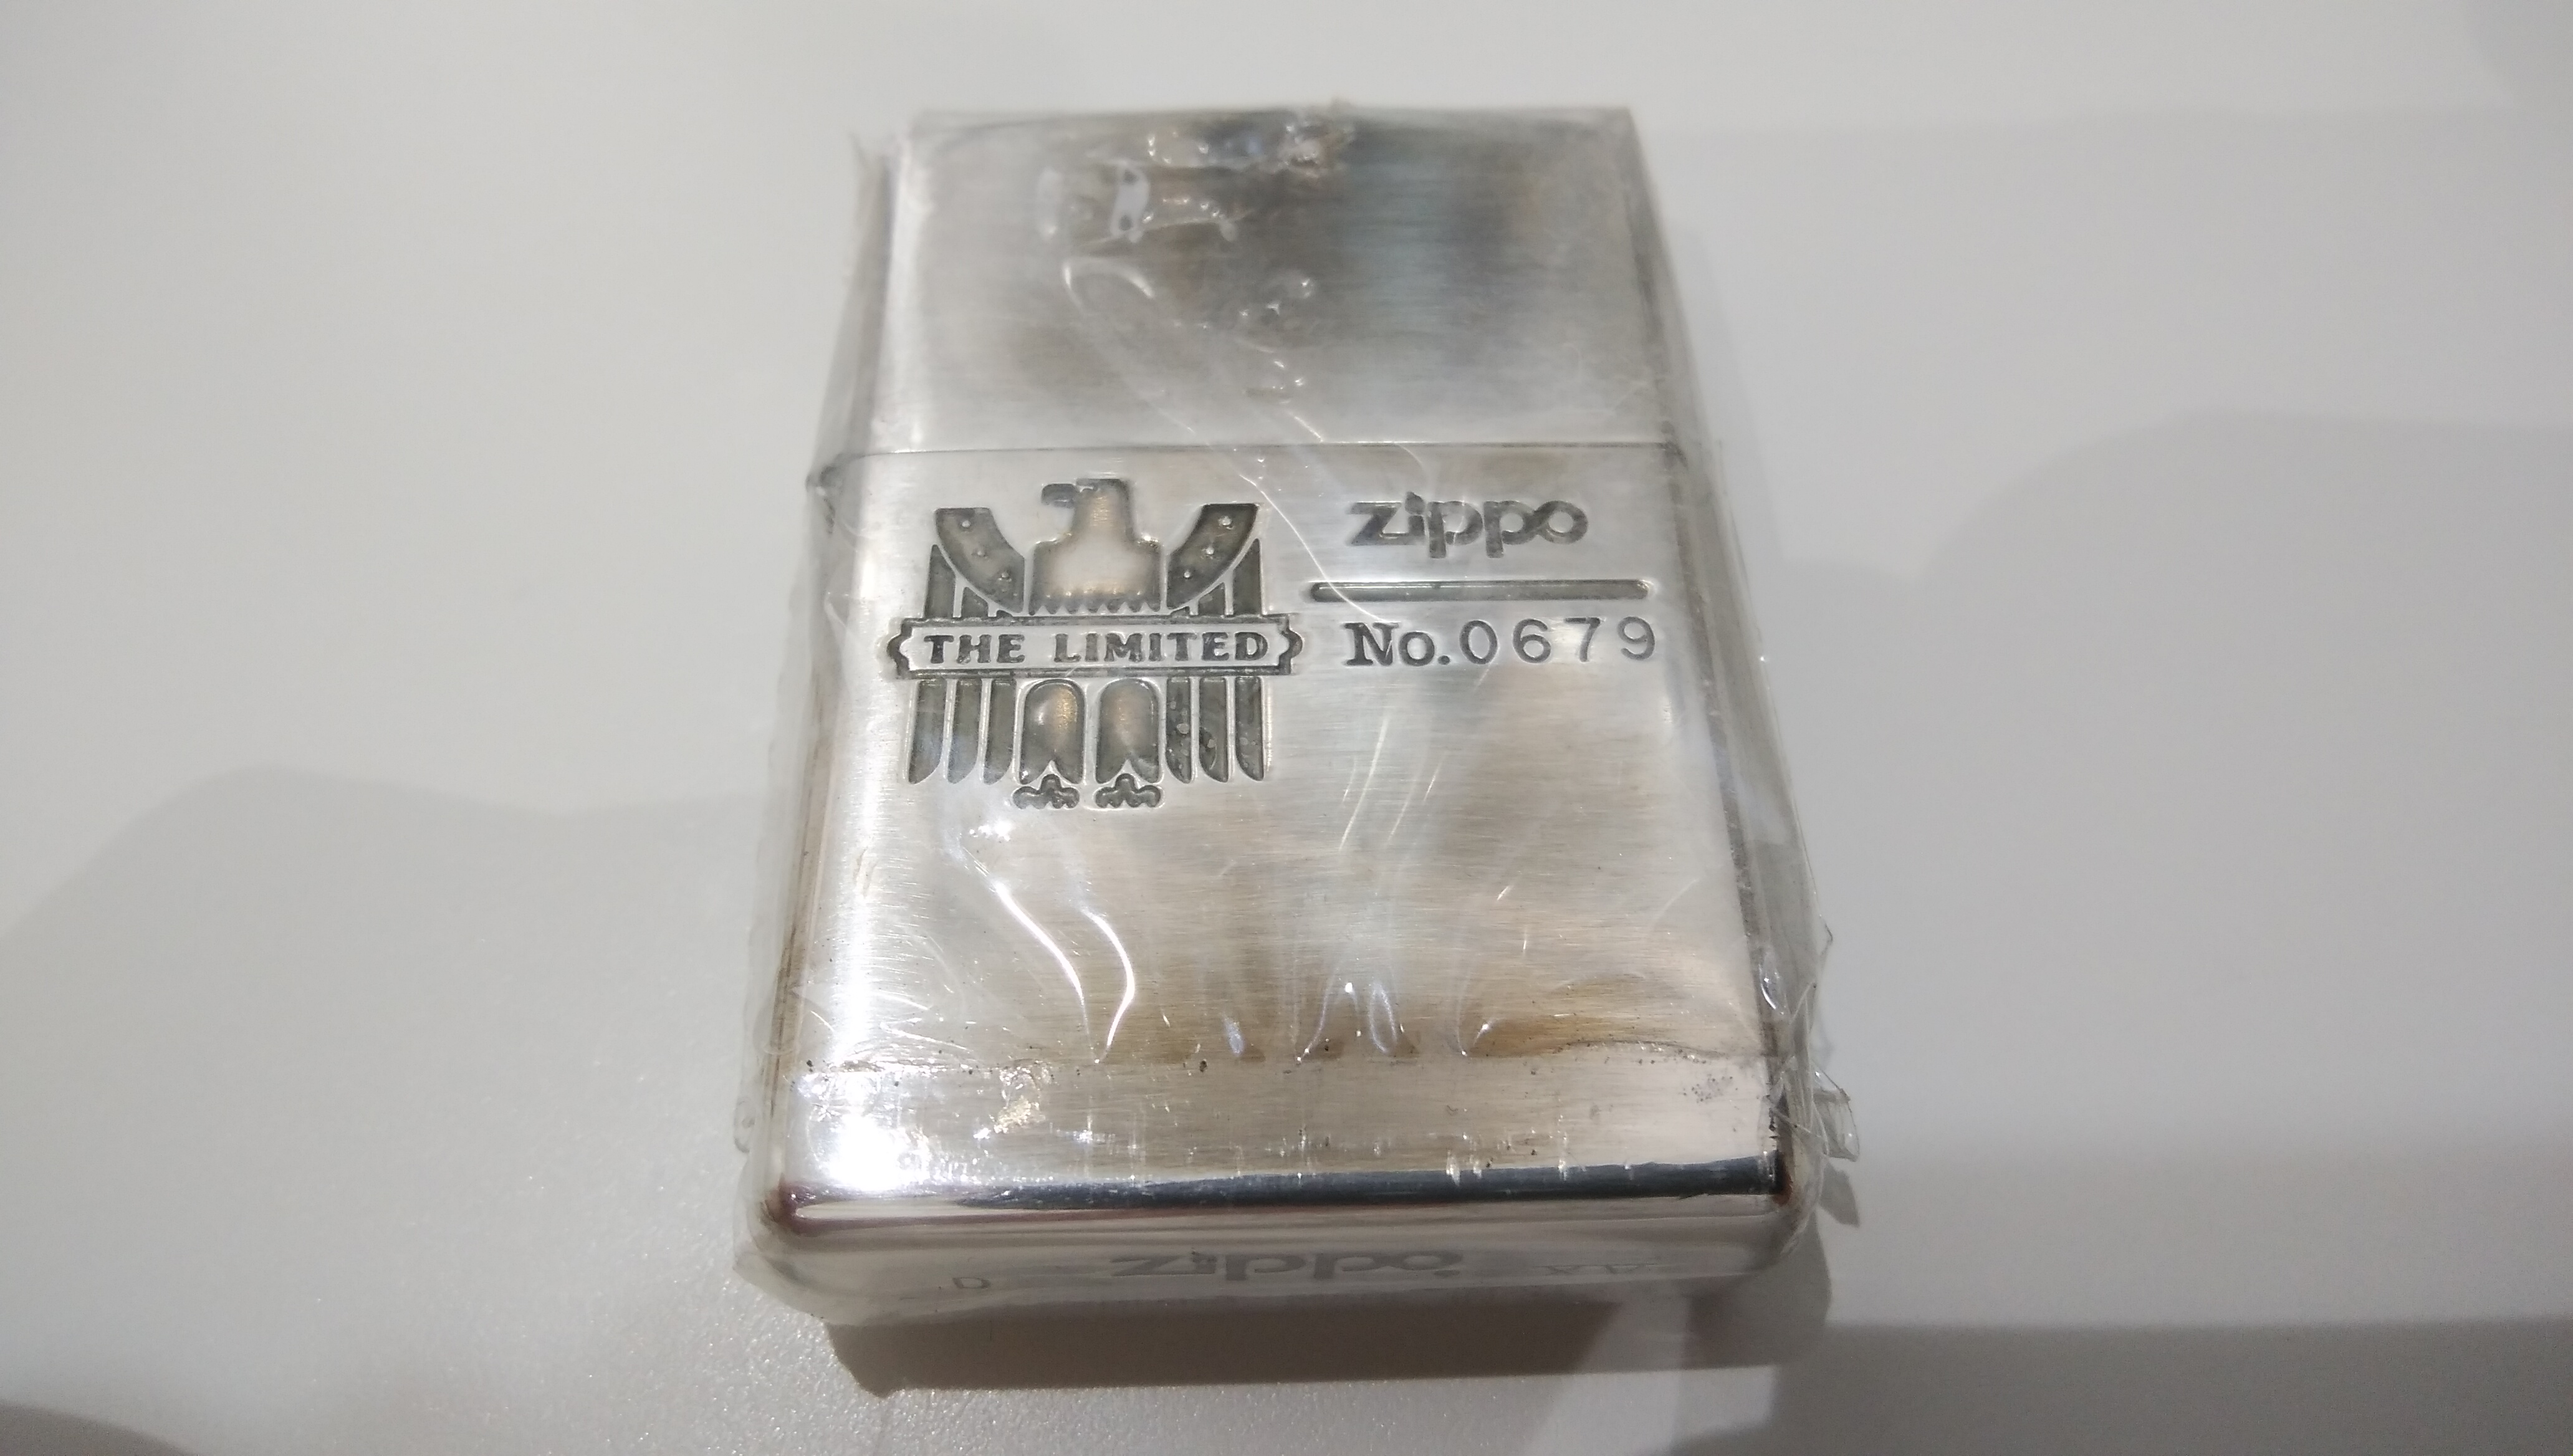 zippo
THE LIMITED
No.0679
D
zippo